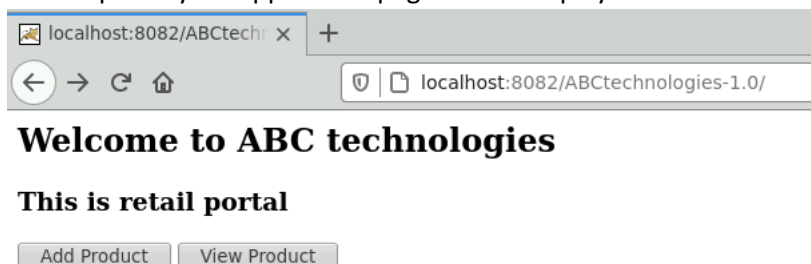 localhost:8082/ABCtechn
localhost:8082/ABCtechnologies-1.0/
Welcome to ABC technologies
This is retail portal
Add Product View Product